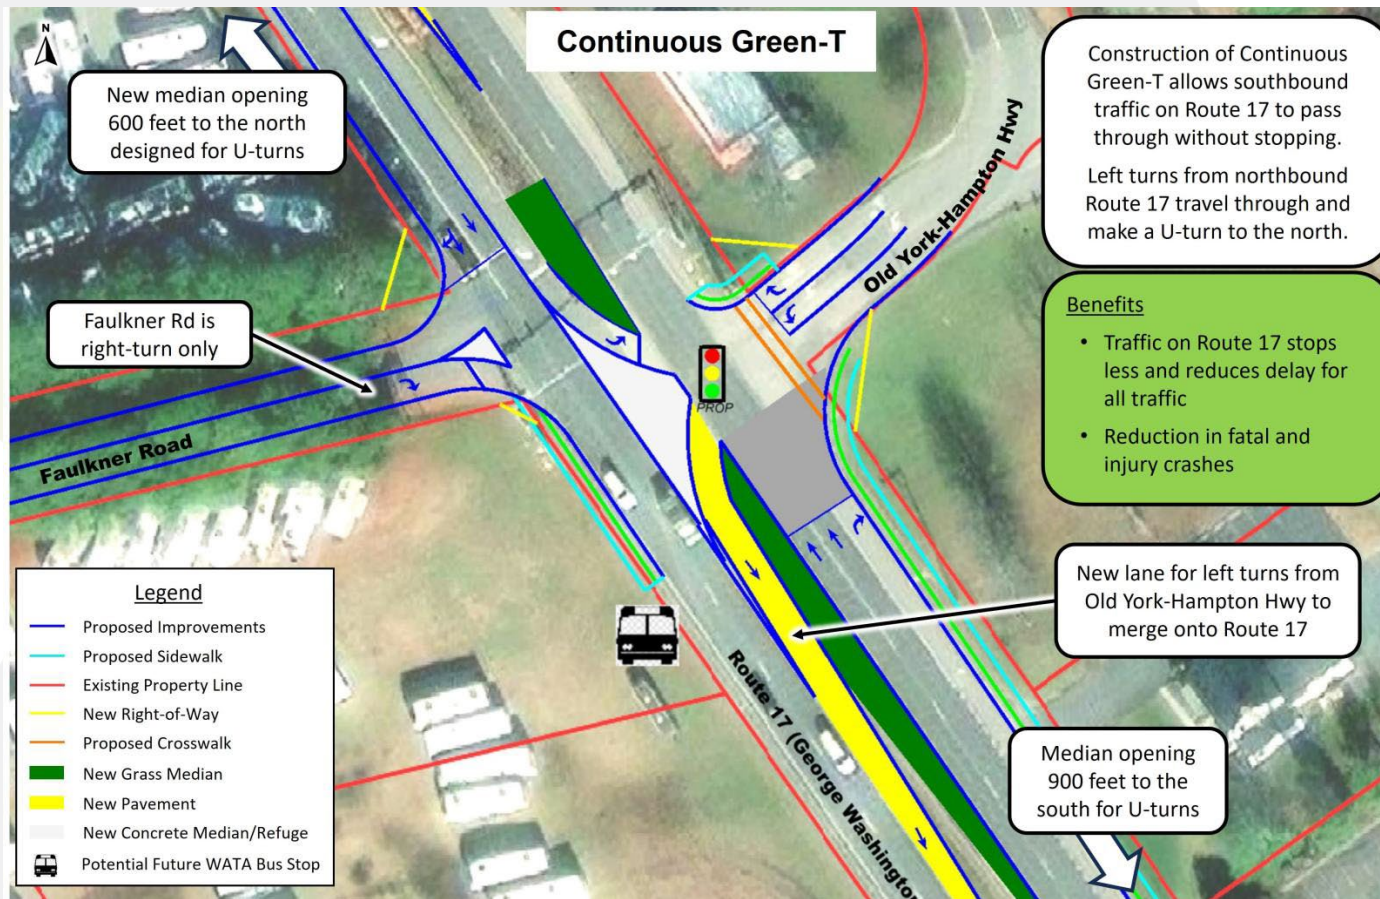 N
Continuous Green-T
New median opening
600 feet to the north
designed for U-turns
Construction of Continuous
Green-T allows southbound
traffic on Route 17 to pass
through without stopping.
Left turns from northbound
Route 17 travel through and
make a U-turn to the north.
Old York-Hampton Hwy
Benefits
• Traffic on Route 17 stops
less and reduces delay for
all traffic
• Reduction in fatal and
injury crashes
Faulkner Rd is
right-turn only
PROP
Faulkner Road
New lane for left turns from
Old York-Hampton Hwy to
merge onto Route 17
Route 17 (George Washington
Median opening
900 feet to the
south for U-turns
Legend
Proposed Improvements
Proposed Sidewalk
Existing Property Line
New Right-of-Way
Proposed Crosswalk
New Grass Median
New Pavement
New Concrete Median/Refuge
Potential Future WATA Bus Stop